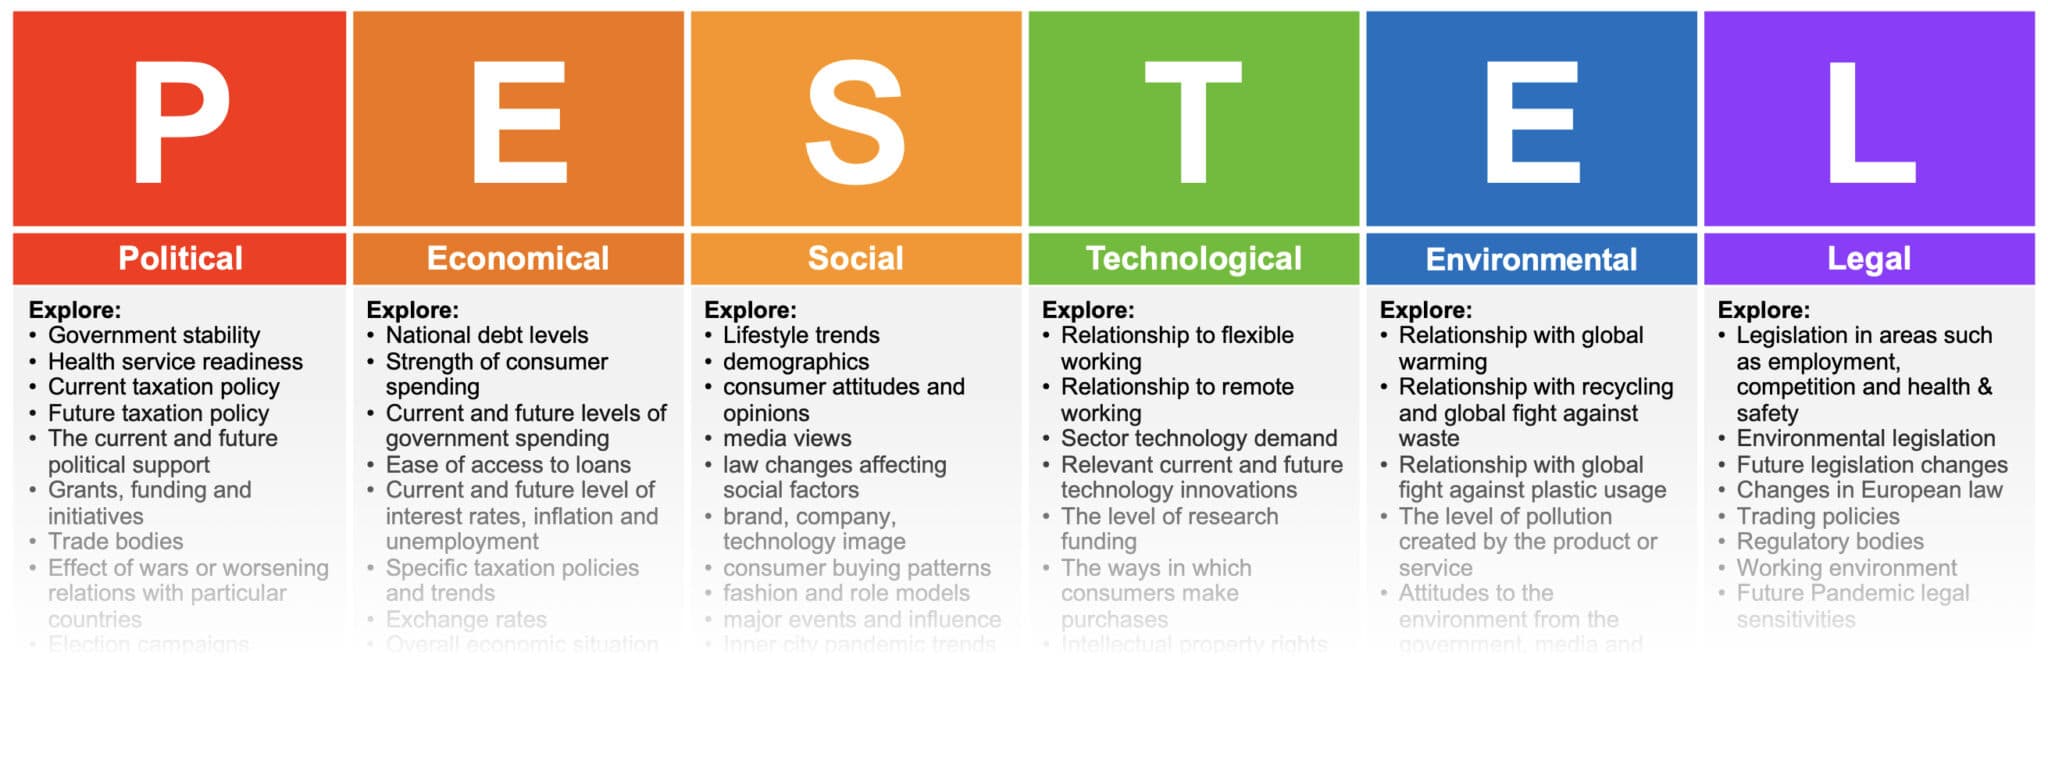 P
E
S
T
E
L
Political
Economical
Social
Technological
Environmental
Legal
Explore:
• Government stability
• Health service readiness
• Current taxation policy
• Future taxation policy
• The current and future
political support
• Grants, funding and
initiatives
• Trade bodies
• Effect of wars or worsening
relations with particular
countries
• Election campaigns
Explore:
• National debt levels
• Strength of consumer
spending
• Current and future levels of
government spending
• Ease of access to loans
• Current and future level of
interest rates, inflation and
unemployment
• Specific taxation policies
and trends
• Exchange rates
• Overall economic situation
Explore:
• Lifestyle trends
• demographics
• consumer attitudes and
opinions
• media views
• law changes affecting
social factors
• brand, company,
technology image
• consumer buying patterns
• fashion and role models
• major events and influence
• Inner city pandemic trends
Explore:
• Relationship to flexible
working
• Relationship to remote
working
• Sector technology demand
• Relevant current and future
technology innovations
• The level of research
funding
• The ways in which
consumers make
purchases
• Intellectual property rights
Explore:
• Relationship with global
warming
• Relationship with recycling
and global fight against
waste
• Relationship with global
fight against plastic usage
• The level of pollution
created by the product or
service
• Attitudes to the
environment from the
government, media and
Explore:
• Legislation in areas such
as employment,
competition and health &
safety
• Environmental legislation
• Future legislation changes
• Changes in European law
• Trading policies
• Regulatory bodies
• Working environment
• Future Pandemic legal
sensitivities